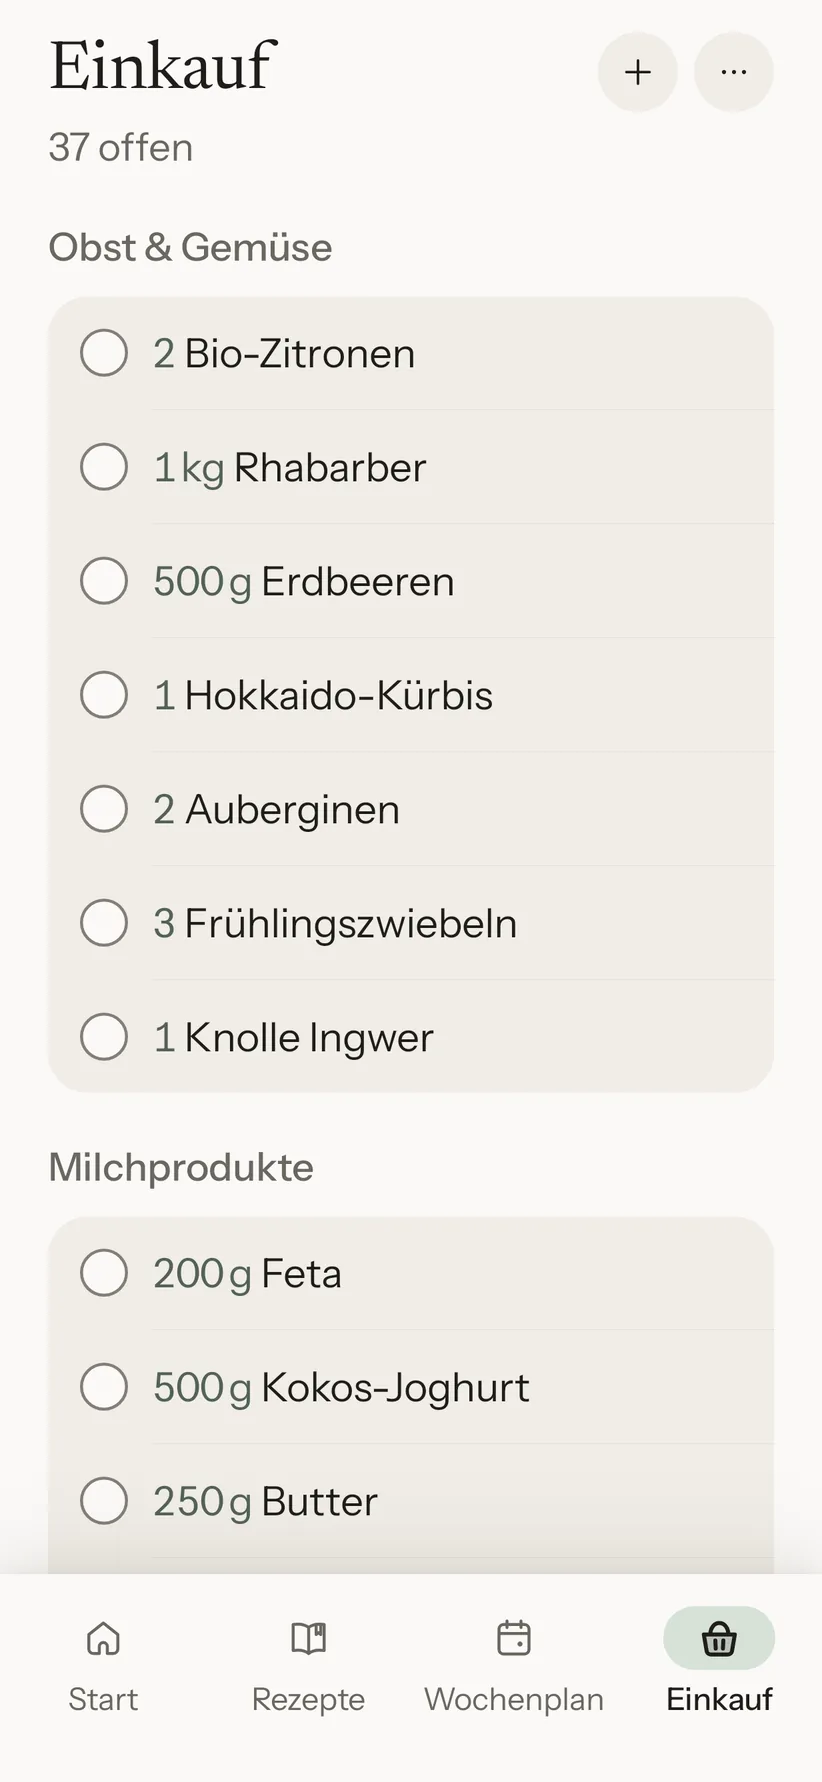 Einkauf
37 offen
Obst & Gemüse
2 Bio-Zitronen
1 kg Rhabarber
500 g Erdbeeren
1 Hokkaido-Kürbis
2 Auberginen
3 Frühlingszwiebeln
1 Knolle Ingwer
Milchprodukte
200 g Feta
500 g Kokos-Joghurt
250 g Butter
Start Rezepte Wochenplan Einkauf